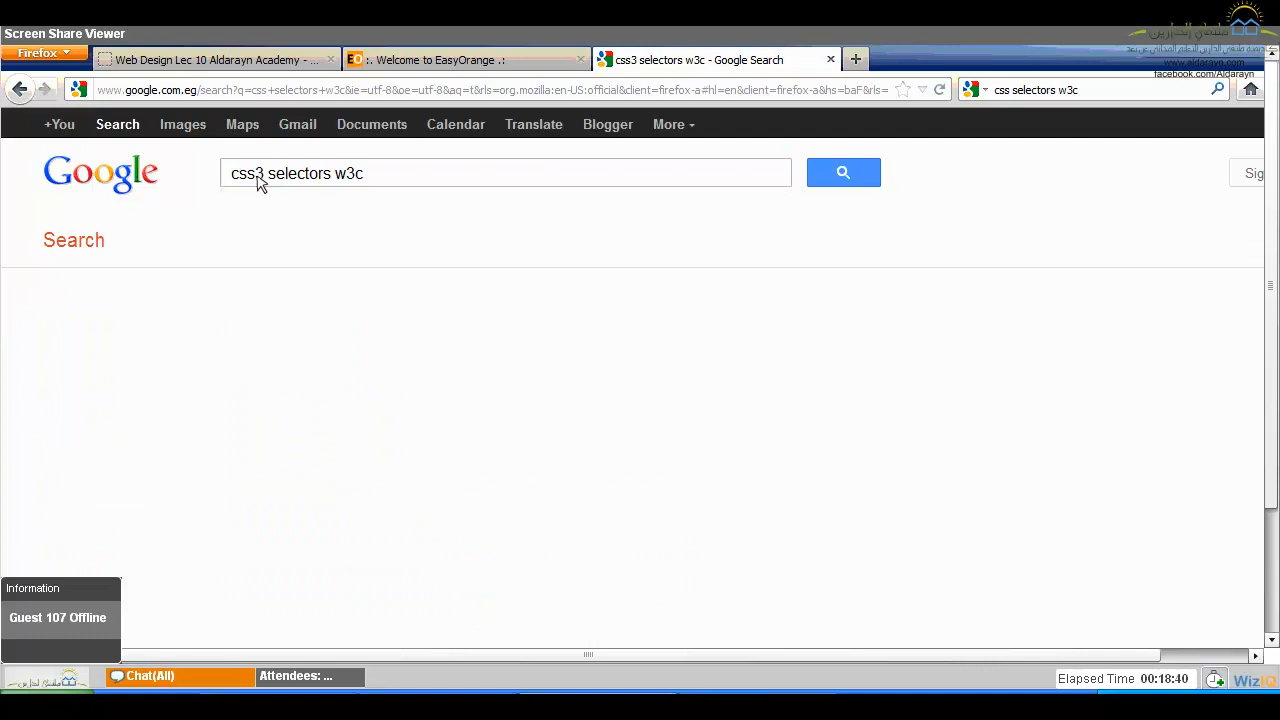 Screen Share Viewer
Firefox
Web Design Lec 10 Aldarayn Academy - ...
EO :. Welcome to EasyOrange .:
css3 selectors w3c - Google Search
www.aldarayn.com
facebook.com/Aldarayn
www.google.com.eg/search?q=css+selectors+w3c&ie=utf-8&oe=utf-8&aq=t&rls=org.mozilla:en-US:official&client=firefox-a#hl=en&client=firefox-a&hs=baF&rls=
css selectors w3c
+You Search Images Maps Gmail Documents Calendar Translate Blogger More
Google
css3 selectors w3c
Sig
Search
Information
Guest 107 Offline
Chat(All)
Attendees: ...
Elapsed Time 00:18:40
WizIQ